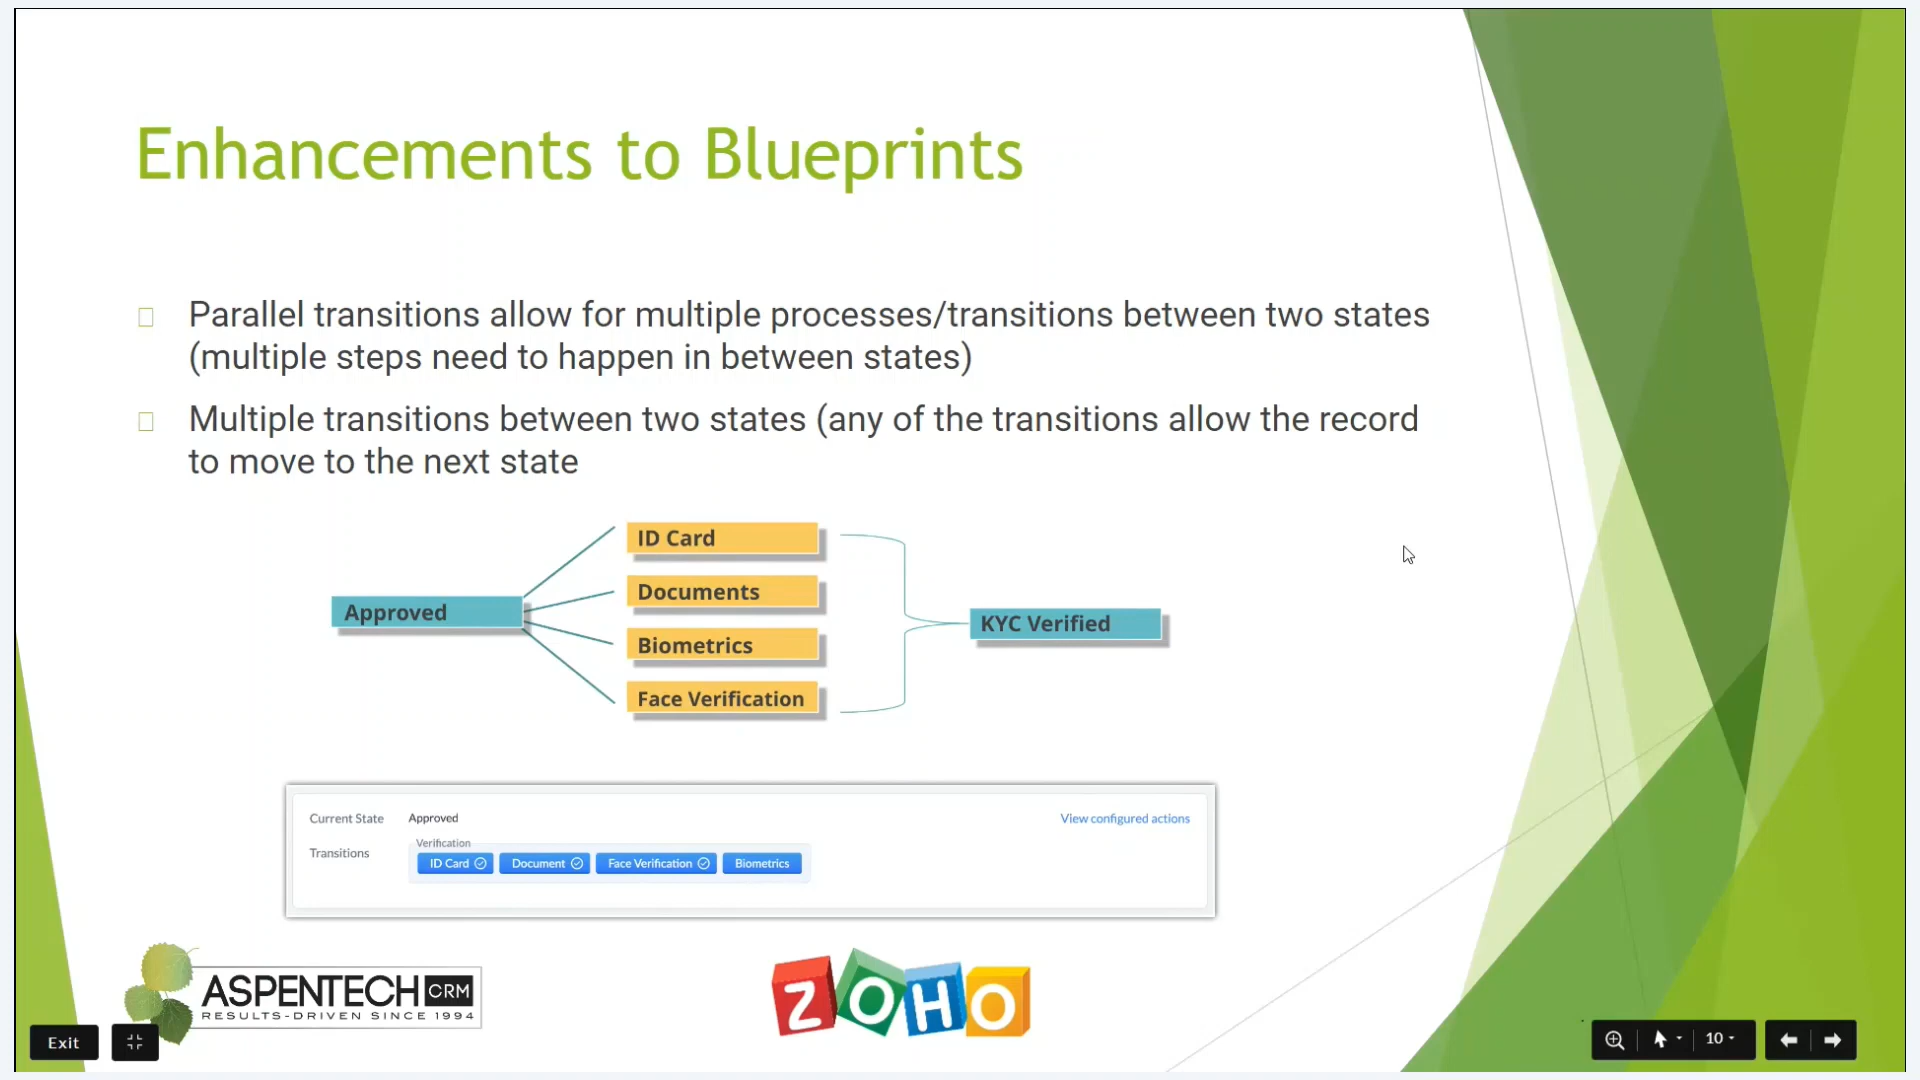 Enhancements to Blueprints
Parallel transitions allow for multiple processes/transitions between two states
(multiple steps need to happen in between states)
Multiple transitions between two states (any of the transitions allow the record
to move to the next state
ID Card
Documents
Approved
KYC Verified
Biometrics
Face Verification
Current State Approved View configured actions
Verification
Transitions ID Card Document Face Verification Biometrics
ASPENTECH CRM
RESULTS-DRIVEN SINCE 1994
ZOHO
Exit
10